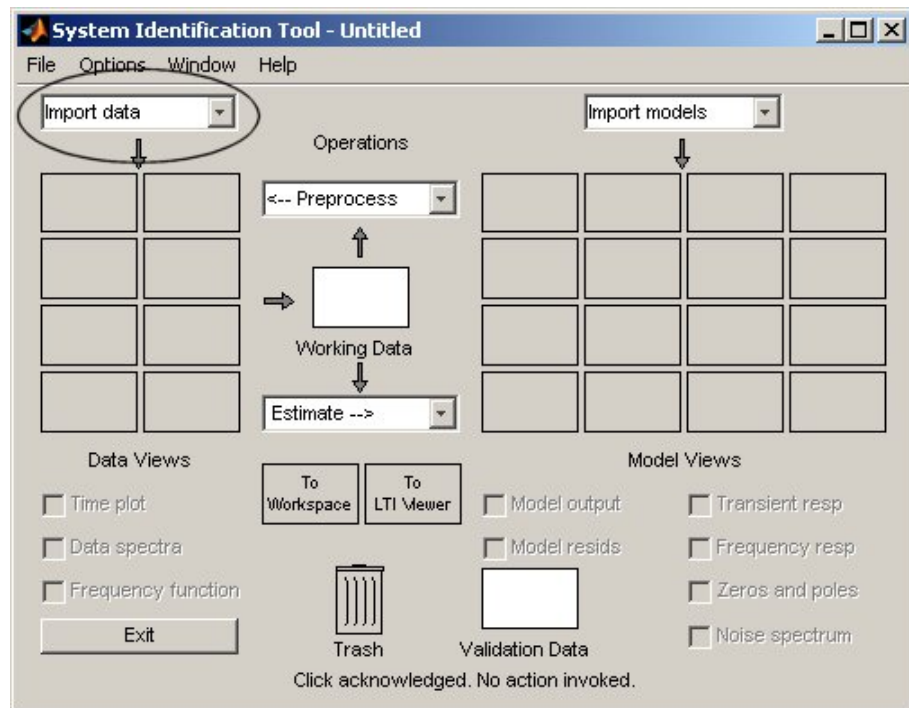 System Identification Tool - Untitled
File Options Window Help
Import data
Import models
Operations
<-- Preprocess
Working Data
Estimate -->
Data Views
Model Views
To Workspace
To LTI Viewer
Time plot
Data spectra
Frequency function
Model output
Model resids
Transient resp
Frequency resp
Zeros and poles
Noise spectrum
Exit
Trash
Validation Data
Click acknowledged. No action invoked.